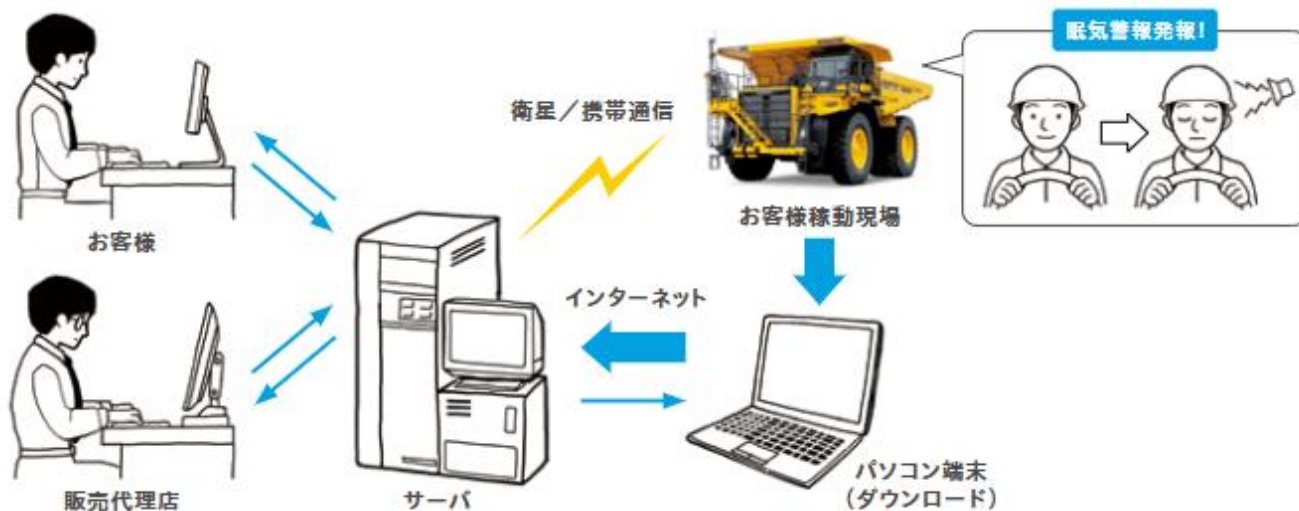 眠気警報発報!
衛星/携帯通信
お客様稼動現場
お客様
インターネット
販売代理店
サーバ
パソコン端末
(ダウンロード)